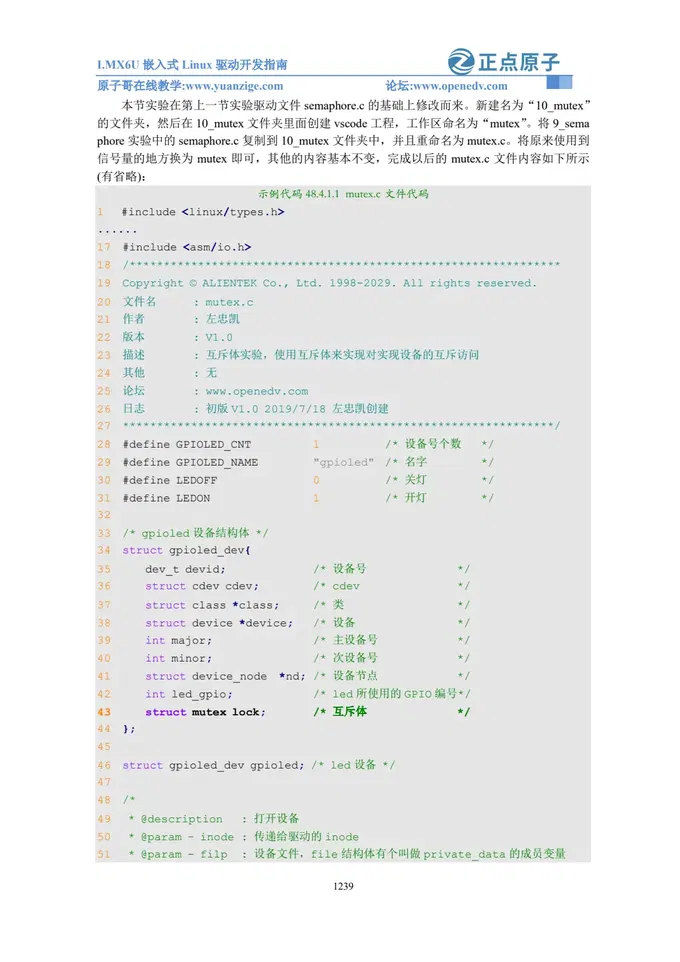 I.MX6U 嵌入式 Linux 驱动开发指南
正点原子
原子哥在线教学:www.yuanzige.com 论坛:www.openedv.com
本节实验在第上一节实验驱动文件 semaphore.c 的基础上修改而来。新建名为“10_mutex”
的文件夹，然后在 10_mutex 文件夹里面创建 vscode 工程，工作区命名为“mutex”。将 9_sema
phore 实验中的 semaphore.c 复制到 10_mutex 文件夹中，并且重命名为 mutex.c。将原来使用到
信号量的地方换为 mutex 即可，其他的内容基本不变，完成以后的 mutex.c 文件内容如下所示
(有省略)：
示例代码 48.4.1.1 mutex.c 文件代码
1 #include <linux/types.h>
......
17 #include <asm/io.h>
18 /***************************************************************
19 Copyright © ALIENTEK Co., Ltd. 1998-2029. All rights reserved.
20 文件名 : mutex.c
21 作者 : 左忠凯
22 版本 : V1.0
23 描述 : 互斥体实验，使用互斥体来实现对实现设备的互斥访问
24 其他 : 无
25 论坛 : www.openedv.com
26 日志 : 初版 V1.0 2019/7/18 左忠凯创建
27 ***************************************************************/
28 #define GPIOLED_CNT 1 /* 设备号个数 */
29 #define GPIOLED_NAME "gpioled" /* 名字 */
30 #define LEDOFF 0 /* 关灯 */
31 #define LEDON 1 /* 开灯 */
32
33 /* gpioled 设备结构体 */
34 struct gpioled_dev{
35 dev_t devid; /* 设备号 */
36 struct cdev cdev; /* cdev */
37 struct class *class; /* 类 */
38 struct device *device; /* 设备 */
39 int major; /* 主设备号 */
40 int minor; /* 次设备号 */
41 struct device_node *nd; /* 设备节点 */
42 int led_gpio; /* led 所使用的 GPIO 编号*/
43 struct mutex lock; /* 互斥体 */
44 };
45
46 struct gpioled_dev gpioled; /* led 设备 */
47
48 /*
49 * @description : 打开设备
50 * @param - inode : 传递给驱动的 inode
51 * @param - filp : 设备文件，file 结构体有个叫做 private_data 的成员变量
1239